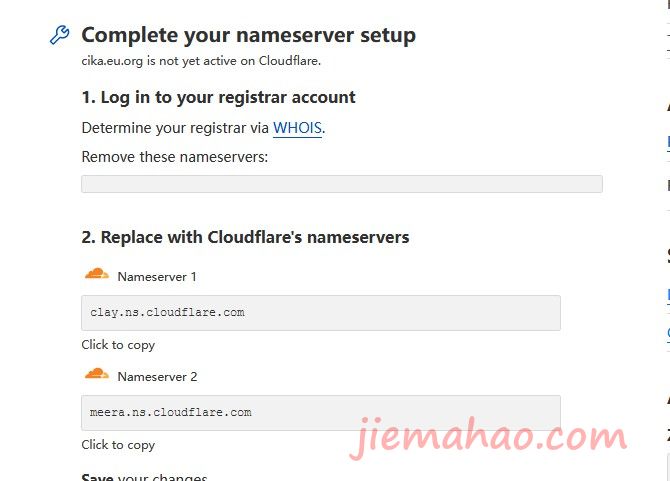 Complete your nameserver setup
cika.eu.org is not yet active on Cloudflare.
1. Log in to your registrar account
Determine your registrar via WHOIS.
Remove these nameservers:
2. Replace with Cloudflare's nameservers
Nameserver 1
clay.ns.cloudflare.com
Click to copy
Nameserver 2
meera.ns.cloudflare.com
Click to copy
jiemahao.com
Save your changes